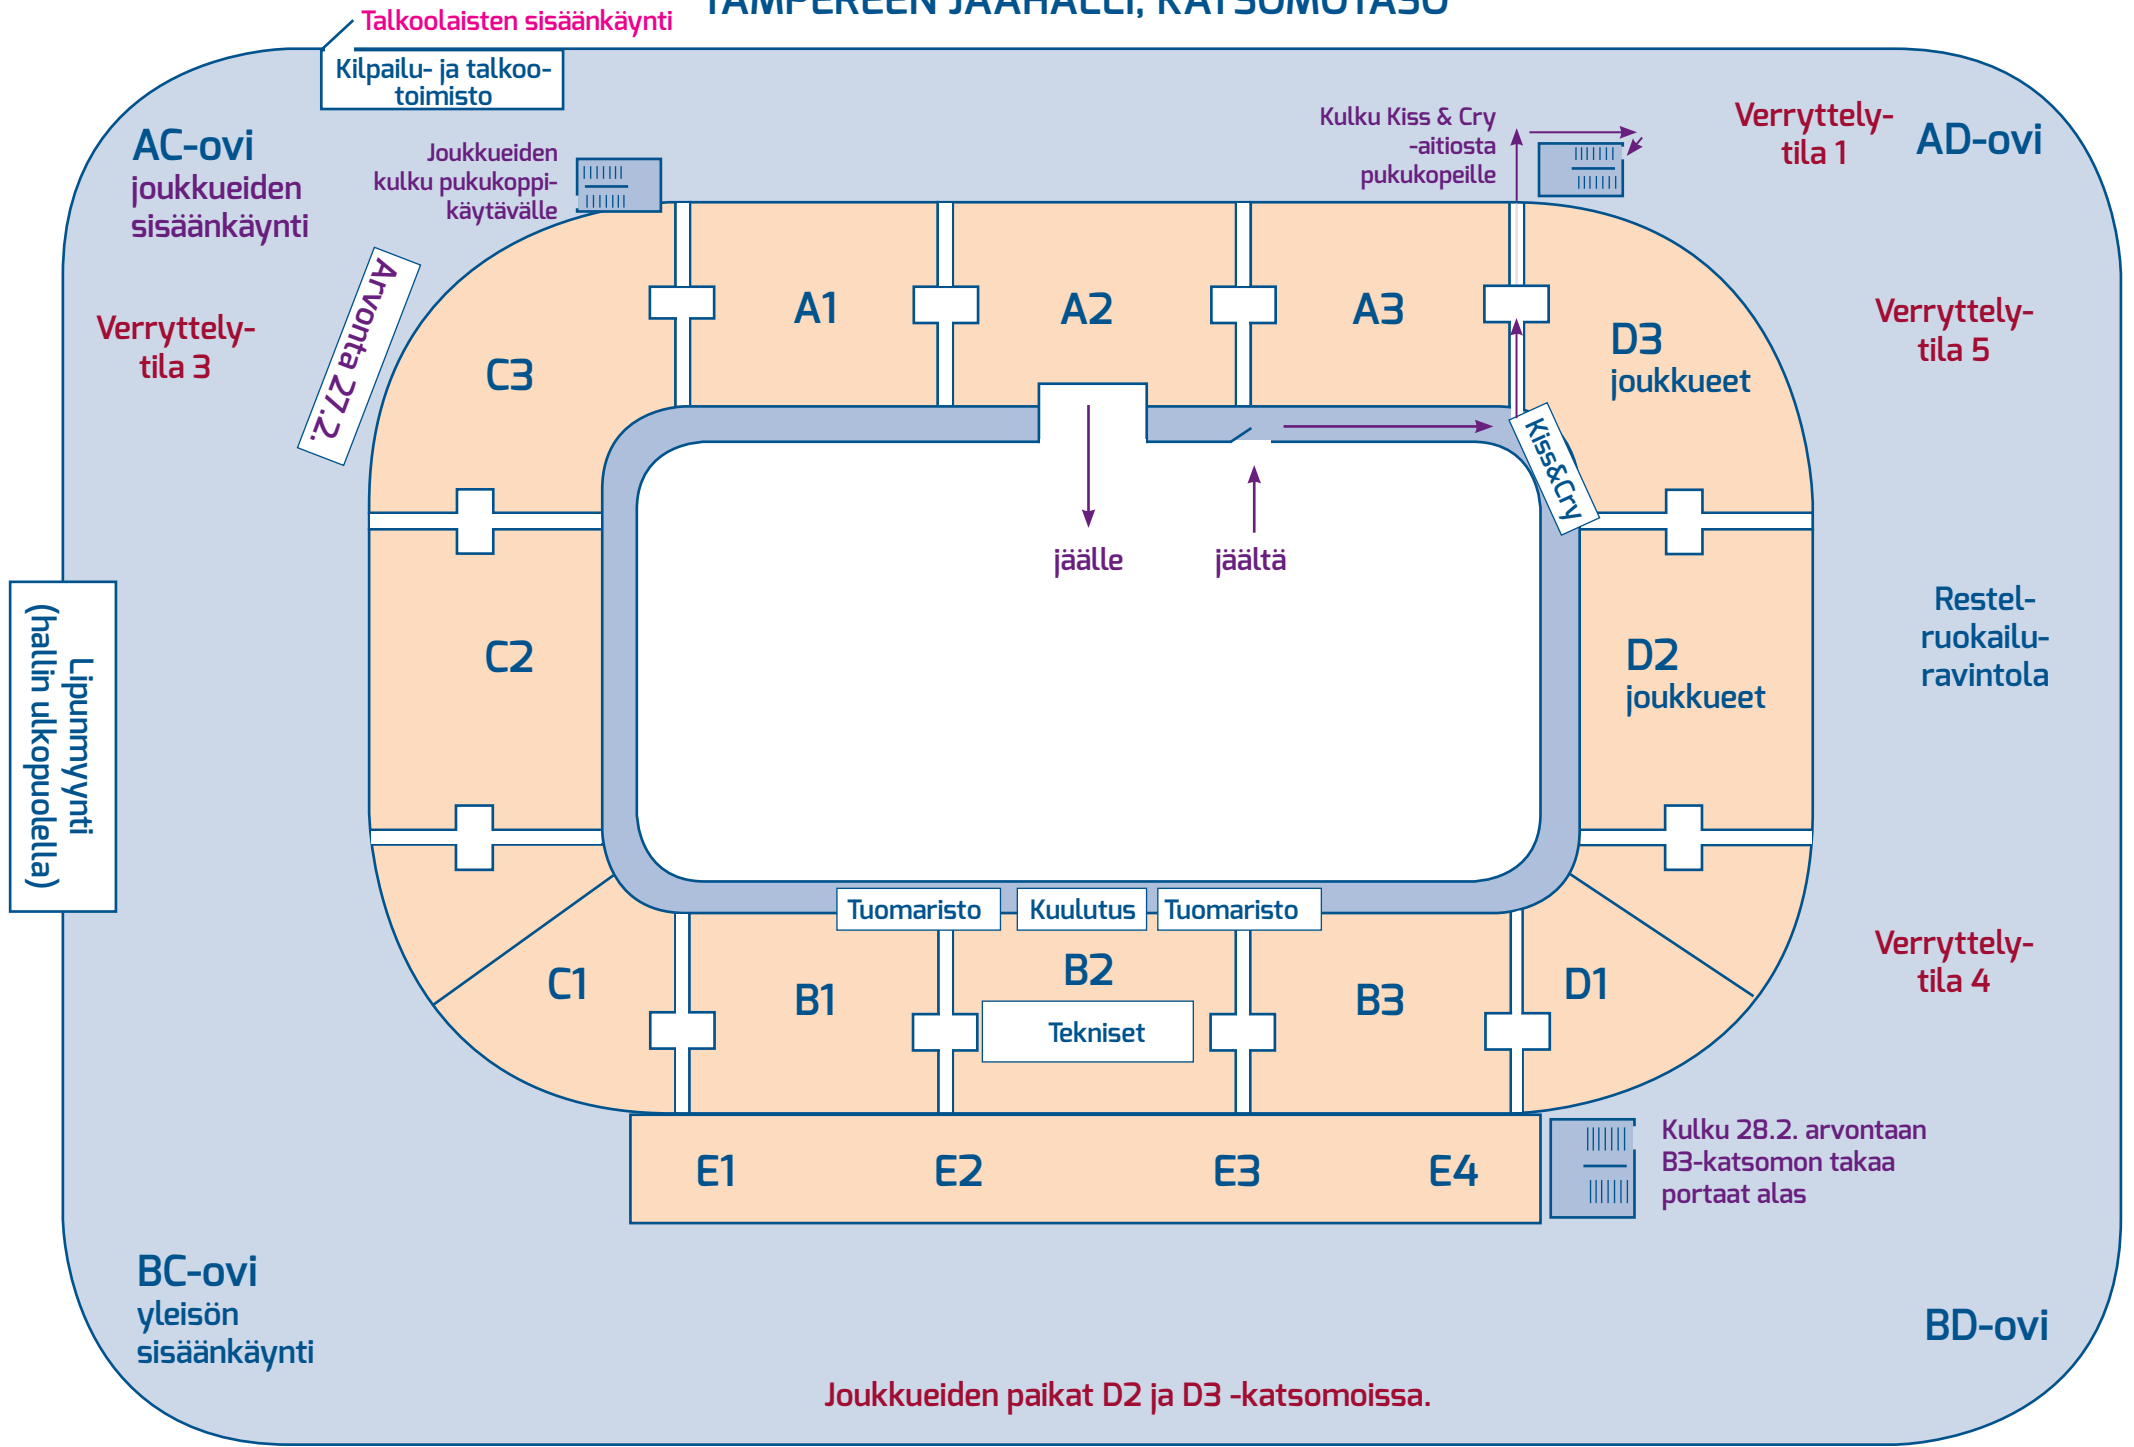 TAMPEREEN JÄÄHALLI, KATSOMOTASO
Talkoolaisten sisäänkäynti
Kilpailu- ja talkoo-
toimisto
AC-ovi
joukkueiden
sisäänkäynti
Joukkueiden
kulku pukukoppi-
käytävälle
Kulku Kiss & Cry
-aitiosta
pukukopeille
Verryttely-
tila 1
AD-ovi
Verryttely-
tila 3
Arvonta 27.2.
C3
A1
A2
A3
D3
joukkueet
Verryttely-
tila 5
Kiss&Cry
jäälle
jäältä
Lipunmyynti
(hallin ulkopuolella)
C2
D2
joukkueet
Restel-
ruokailu-
ravintola
Tuomaristo
Kuulutus
Tuomaristo
C1
B1
B2
Tekniset
B3
D1
Verryttely-
tila 4
E1
E2
E3
E4
Kulku 28.2. arvontaan
B3-katsomon takaa
portaat alas
BC-ovi
yleisön
sisäänkäynti
BD-ovi
Joukkueiden paikat D2 ja D3 -katsomoissa.